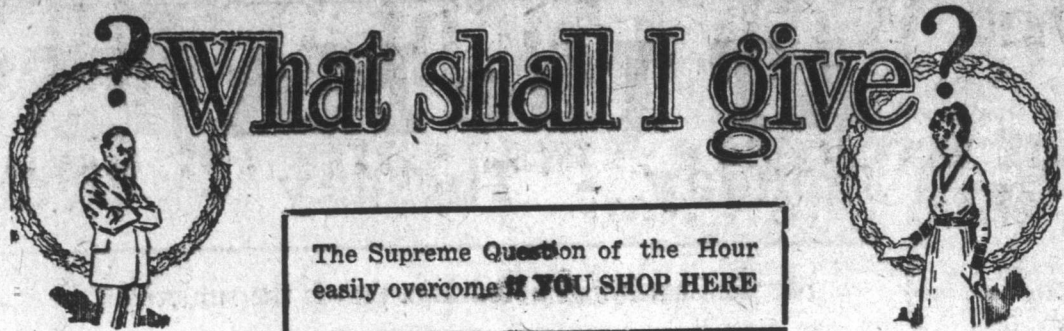 ? What shall I give ?
The Supreme Question of the Hour
easily overcome if YOU SHOP HERE